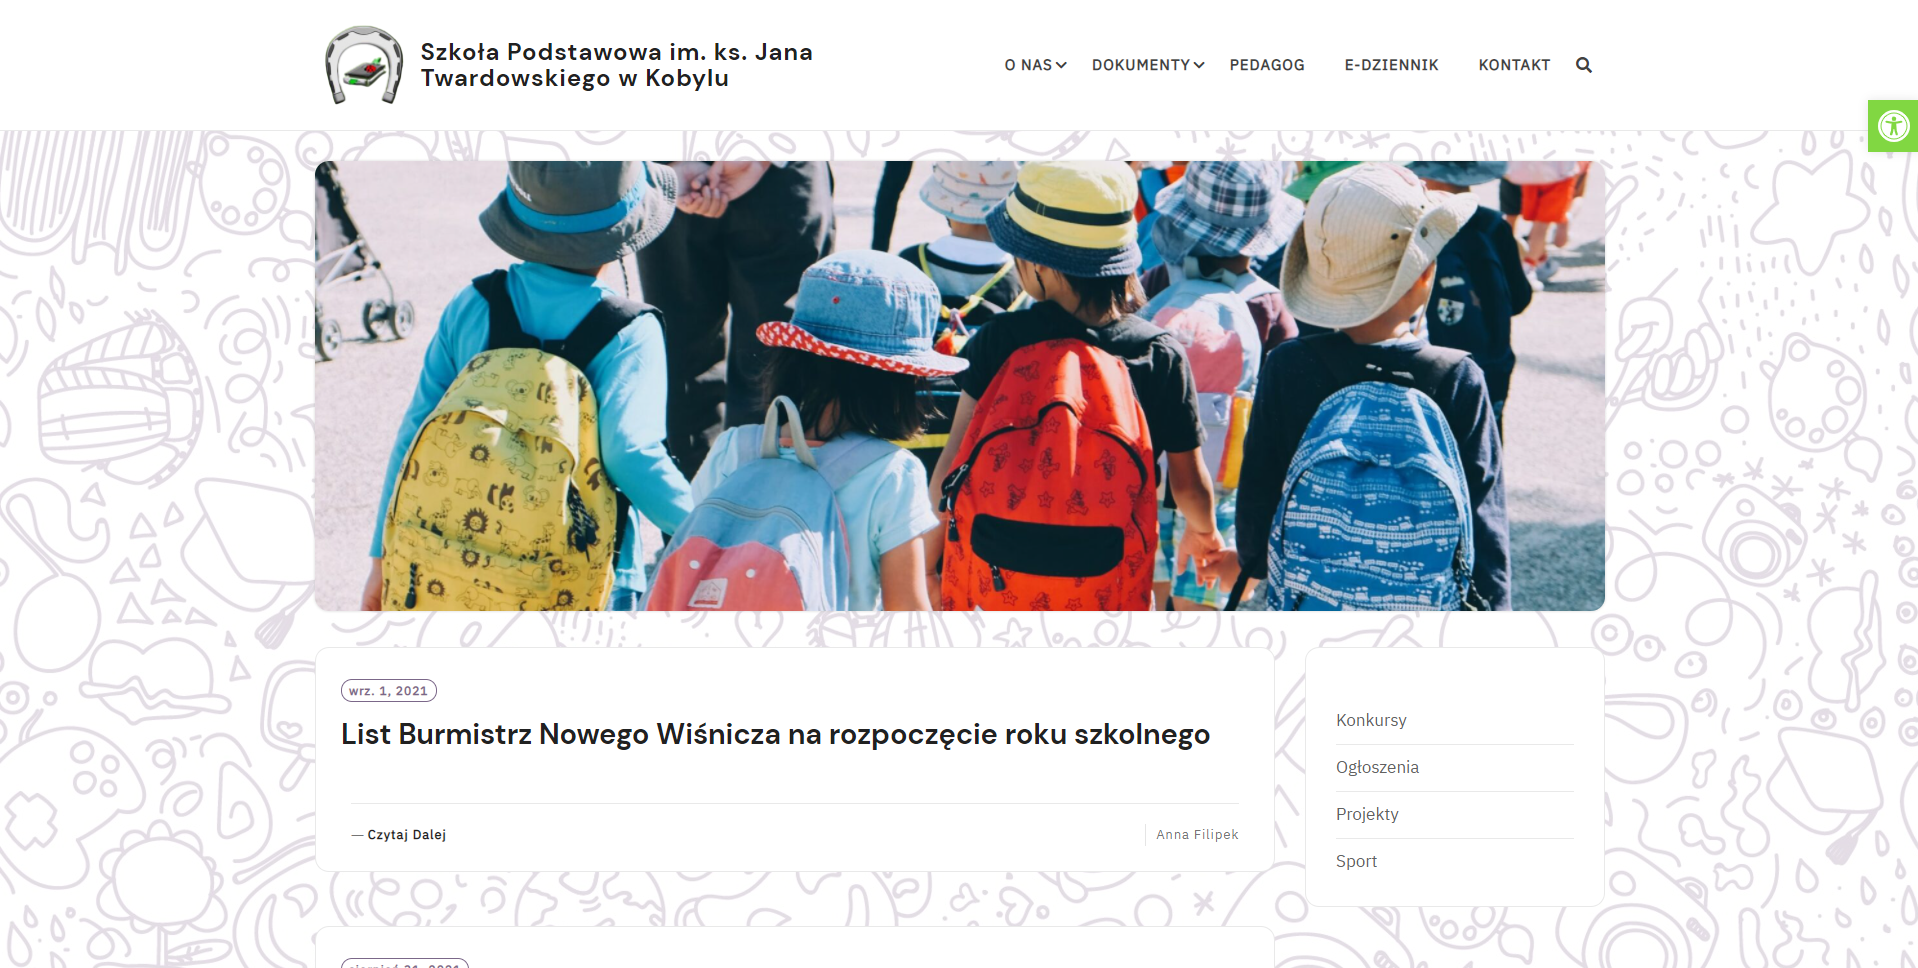 Szkoła Podstawowa im. ks. Jana
Twardowskiego w Kobylu
O NAS
DOKUMENTY
PEDAGOG
E-DZIENNIK
KONTAKT
wrz. 1, 2021
List Burmistrz Nowego Wiśnicza na rozpoczęcie roku szkolnego
— Czytaj Dalej
Anna Filipek
Konkursy
Ogłoszenia
Projekty
Sport